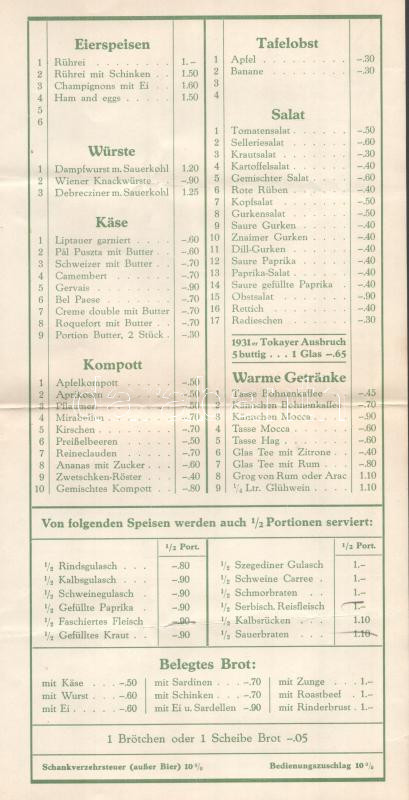 Eierspeisen
1 Rührei . . . . . . . . 1.–
2 Rührei mit Schinken . . 1.50
3 Champignons mit Ei . . . 1.60
4 Ham and eggs . . . . . 1.50
5
6
Würste
1 Dampfwurst m. Sauerkohl 1.20
2 Wiener Knackwürste . . –.90
3 Debrecziner m. Sauerkohl 1.25
Käse
1 Liptauer garniert . . . . –.60
2 Pàl Puszta mit Butter . . –.60
3 Schweizer mit Butter . . –.70
4 Camembert . . . . . –.70
5 Gervais . . . . . . . –.90
6 Bel Paese . . . . . . –.70
7 Creme double mit Butter –.70
8 Roquefort mit Butter . . –.70
9 Portion Butter, 2 Stück . –.30
Kompott
1 Apfelkompott . . . . –.50
2 Aprikosen . . . . . –.50
3 Pflaumen . . . . . –.50
4 Mirabellen . . . . . –.70
5 Kirschen . . . . . . –.70
6 Preißelbeeren . . . . –.50
7 Reineclauden . . . . –.70
8 Ananas mit Zucker . . . –.60
9 Zwetschken-Röster . . . –.40
10 Gemischtes Kompott . . –.80
Tafelobst
1 Apfel . . . . . . . –.30
2 Banane . . . . . . –.30
3
4
Salat
1 Tomatensalat . . . . . –.50
2 Selleriesalat . . . . . –.60
3 Krautsalat . . . . . –.30
4 Kartoffelsalat . . . . –.40
5 Gemischter Salat . . . –.60
6 Rote Rüben . . . . . –.40
7 Kopfsalat . . . . . . –.50
8 Gurkensalat . . . . . –.50
9 Saure Gurken . . . . –.40
10 Znaimer Gurken . . . . –.40
11 Dill-Gurken . . . . . –.40
12 Saure Paprika . . . . –.40
13 Paprika-Salat . . . . . –.40
14 Saure gefüllte Paprika . –.40
15 Obstsalat . . . . . . –.90
16 Rettich . . . . . . –.40
17 Radieschen . . . . . –.30
1931er Tokayer Ausbruch
5 buttig . . . 1 Glas –.65
Warme Getränke
1 Tasse Bohnenkaffee . . –.45
2 Kännchen Bohnenkaffee –.70
3 Kännchen Mocca . . . –.90
4 Tasse Mocca . . . . –.60
5 Tasse Hag . . . . . –.60
6 Glas Tee mit Zitrone . . –.40
7 Glas Tee mit Rum . . . –.80
8 Grog von Rum oder Arac 1.10
9 ¼ Ltr. Glühwein . . . . 1.10
Von folgenden Speisen werden auch ½ Portionen serviert:
½ Port.
½ Rindsgulasch . . . –.80
½ Kalbsgulasch . . . –.90
½ Schweinegulasch . –.90
½ Gefüllte Paprika . –.90
½ Faschiertes Fleisch –.90
½ Gefülltes Kraut . . –.90
½ Port.
½ Szegediner Gulasch 1.–
½ Schweine Carree . 1.–
½ Schmorbraten . . 1.–
½ Serbisch. Reisfleisch 1.–
½ Kalbsrücken . . . 1.10
½ Sauerbraten . . . 1.10
Belegtes Brot:
mit Käse . . –.50 mit Sardinen . . –.70 mit Zunge . . . 1.–
mit Wurst . . –.60 mit Schinken . . –.70 mit Roastbeef . 1.–
mit Ei . . . . –.60 mit Ei u. Sardellen –.90 mit Rinderbrust . 1.–
1 Brötchen oder 1 Scheibe Brot –.05
Schankverzehrsteuer (außer Bier) 10 % Bedienungszuschlag 10 %